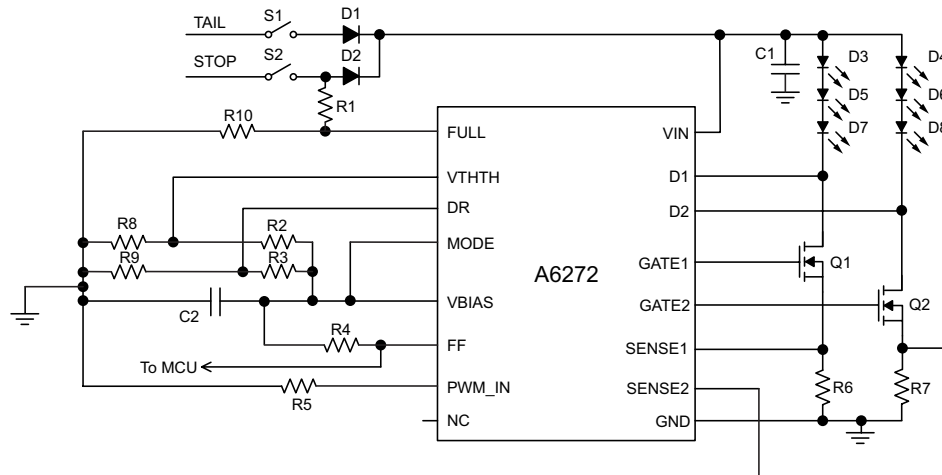 TAIL
S1
D1
STOP
S2
D2
R1
C1
D3
D4
D5
D6
D7
D8
R10
FULL
VIN
VTHTH
D1
DR
D2
R8
R2
MODE
R9
R3
A6272
GATE1
Q1
C2
VBIAS
GATE2
Q2
R4
FF
SENSE1
To MCU
R5
PWM_IN
SENSE2
R6
R7
NC
GND